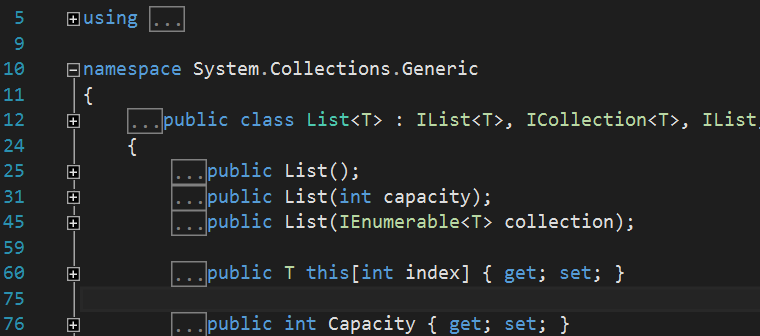 5 using ...
9
10 namespace System.Collections.Generic
11 {
12 ...public class List<T> : IList<T>, ICollection<T>, IList
24 {
25 ...public List();
31 ...public List(int capacity);
45 ...public List(IEnumerable<T> collection);
59
60 ...public T this[int index] { get; set; }
75
76 ...public int Capacity { get; set; }